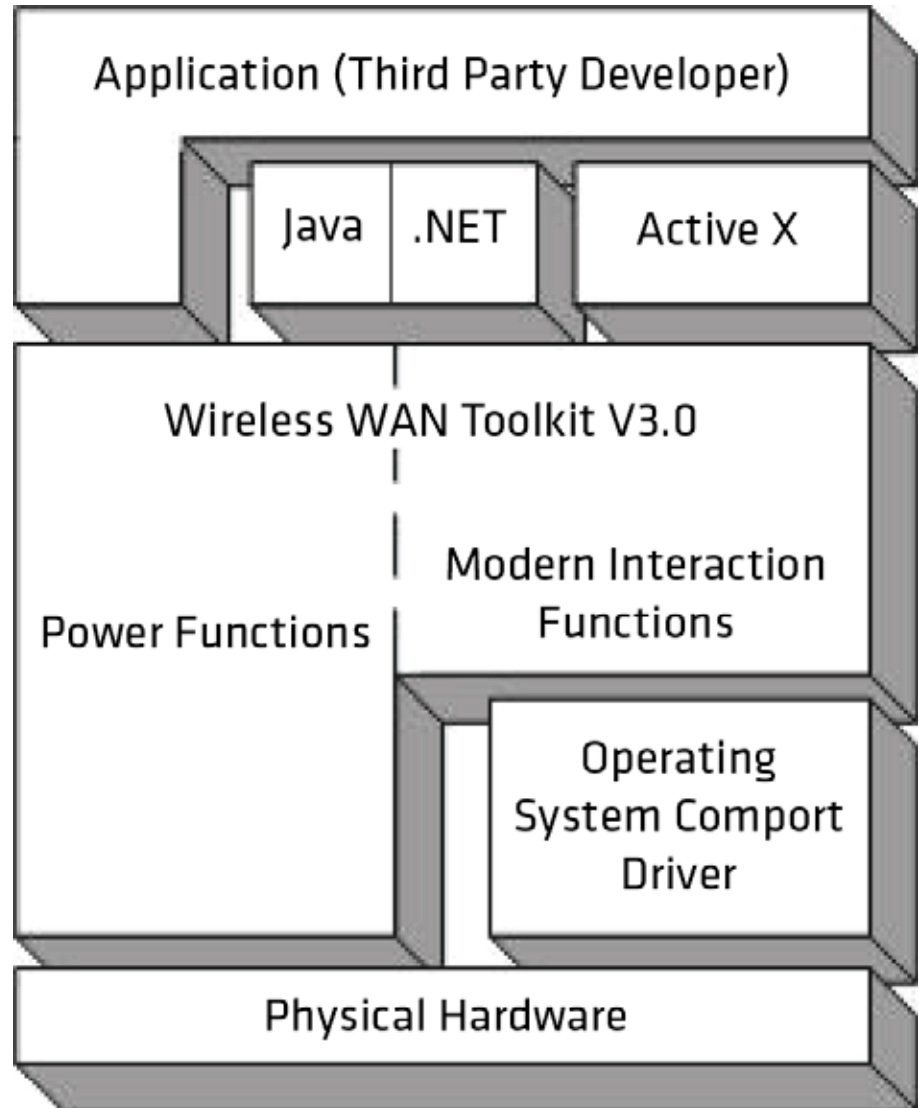 Application (Third Party Developer)
Java
.NET
Active X
Wireless WAN Toolkit V3.0
Modern Interaction
Functions
Power Functions
Operating
System Comport
Driver
Physical Hardware